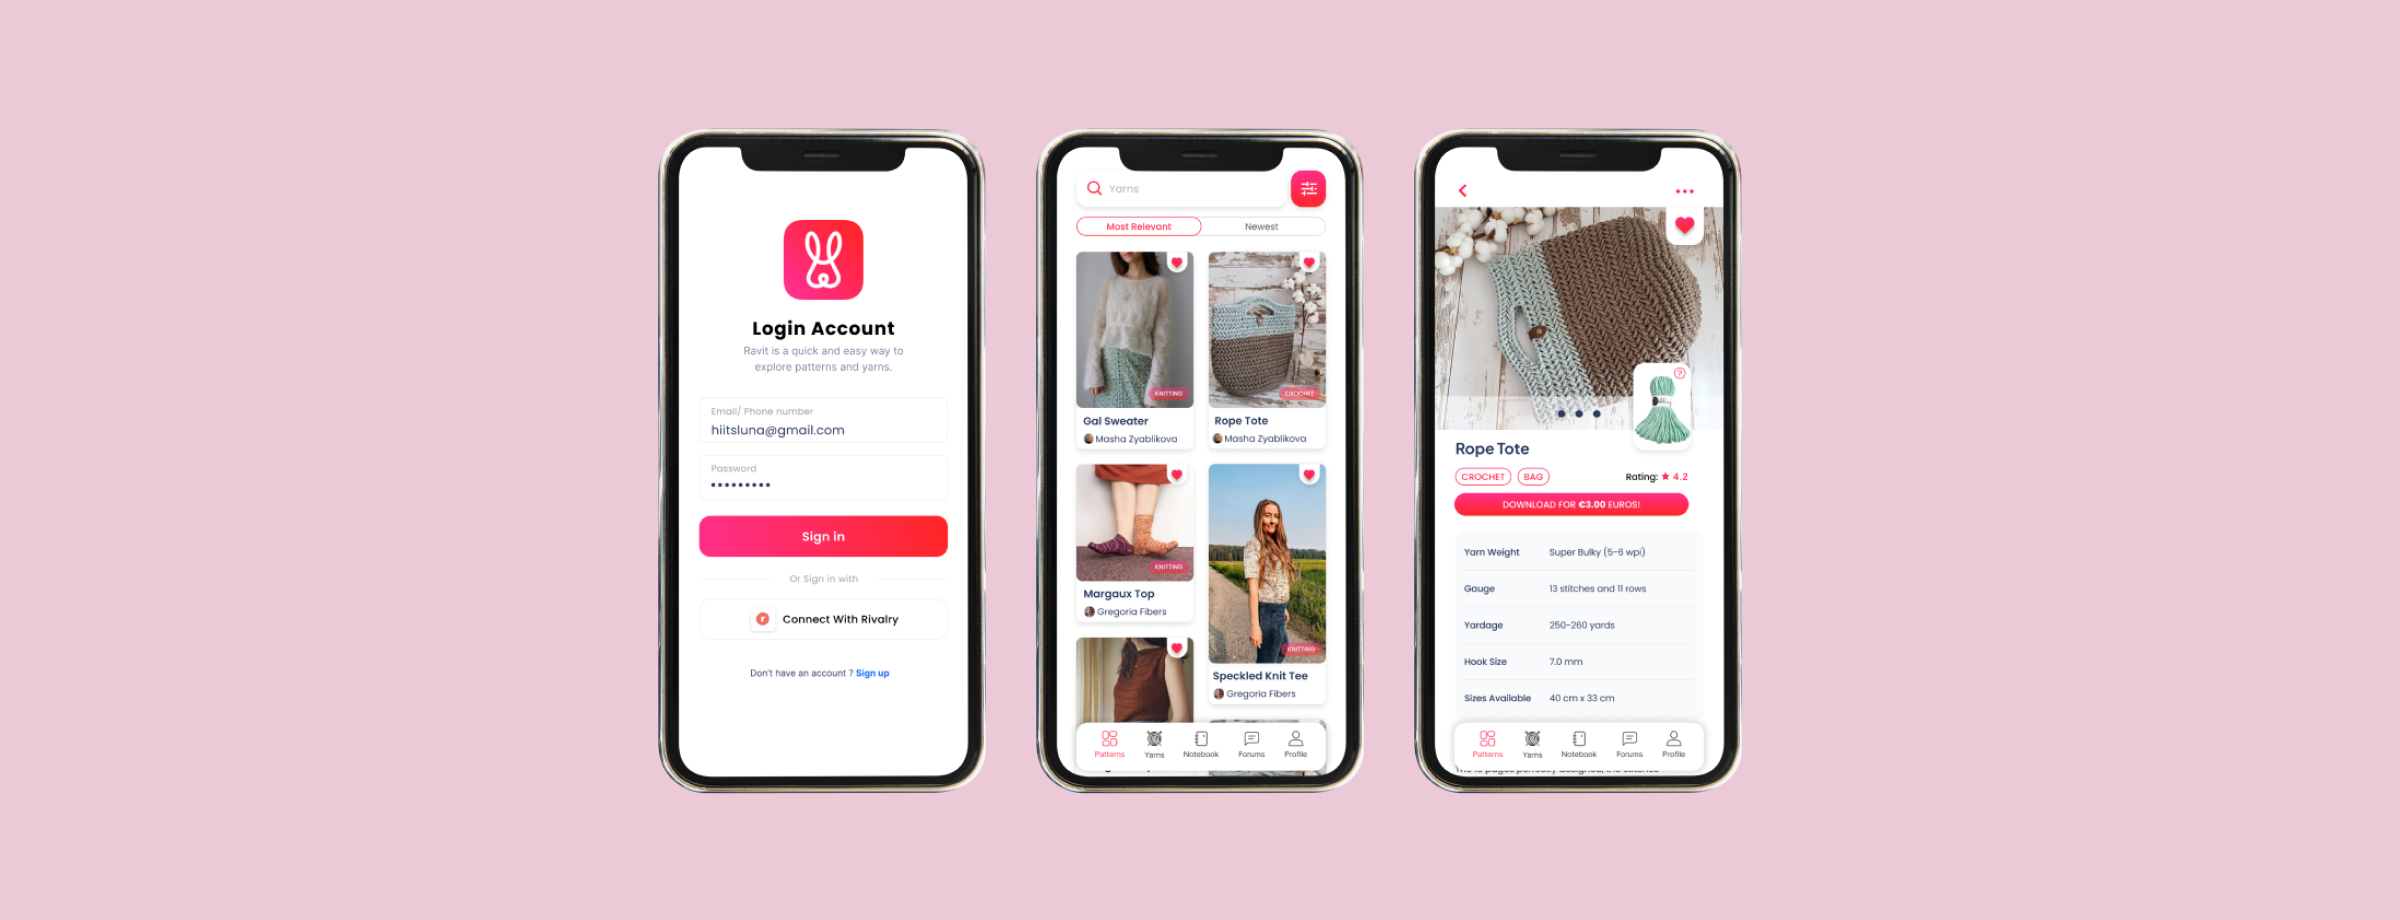 Login Account
Ravit is a quick and easy way to
explore patterns and yarns.
Email/ Phone number
hiitsluna@gmail.com
Password
Sign in
Or Sign in with
Connect With Rivalry
Don't have an account ? Sign up
Yarns
Most Relevant
Newest
KNITTING
CROCHET
Gal Sweater
Masha Zyablikova
Rope Tote
Masha Zyablikova
KNITTING
Margaux Top
Gregoria Fibers
KNITTING
Speckled Knit Tee
Gregoria Fibers
Patterns
Yarns
Notebook
Forums
Profile
Rope Tote
CROCHET
BAG
Rating: ★ 4.2
DOWNLOAD FOR €3.00 EUROS!
Yarn Weight Super Bulky (5-6 wpi)
Gauge 13 stitches and 11 rows
Yardage 250-260 yards
Hook Size 7.0 mm
Sizes Available 40 cm x 33 cm
Patterns
Yarns
Notebook
Forums
Profile